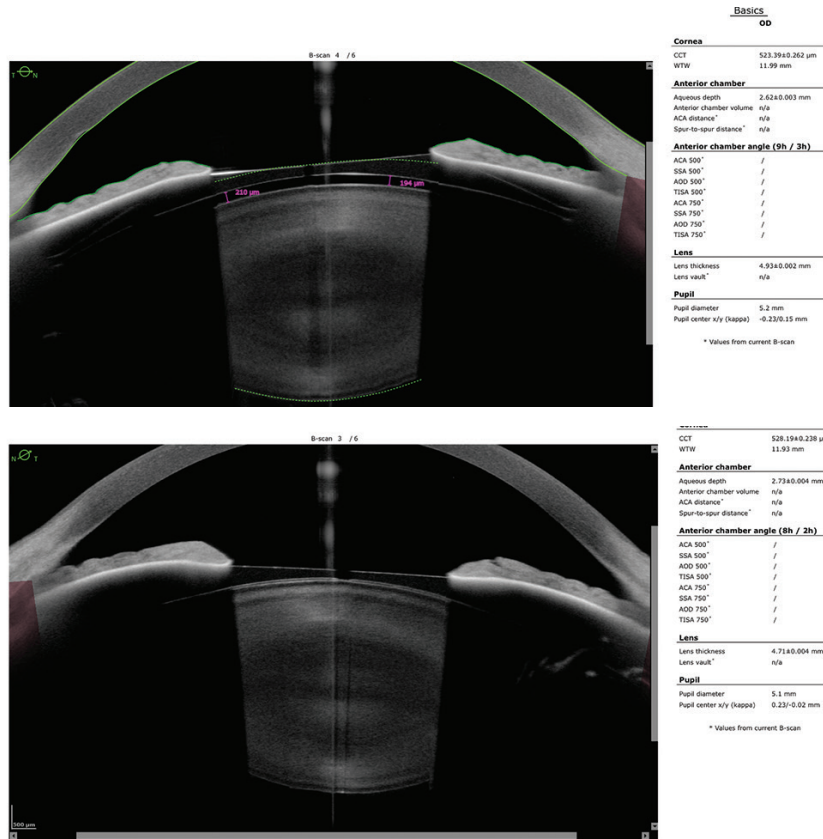 Basics
OD
B-scan 4 / 6
T N
210 µm
194 µm
Cornea
CCT 523.39±0.262 µm
WTW 11.99 mm
Anterior chamber
Aqueous depth 2.62±0.003 mm
Anterior chamber volume n/a
ACA distance* n/a
Spur-to-spur distance* n/a
Anterior chamber angle (9h / 3h)
ACA 500* /
SSA 500* /
AOD 500* /
TISA 500* /
ACA 750* /
SSA 750* /
AOD 750* /
TISA 750* /
Lens
Lens thickness 4.93±0.002 mm
Lens vault* n/a
Pupil
Pupil diameter 5.2 mm
Pupil center x/y (kappa) -0.23/0.15 mm
* Values from current B-scan
B-scan 3 / 6
N T
500 µm
CCT 528.19±0.238 µ
WTW 11.93 mm
Anterior chamber
Aqueous depth 2.73±0.004 mm
Anterior chamber volume n/a
ACA distance* n/a
Spur-to-spur distance* n/a
Anterior chamber angle (8h / 2h)
ACA 500* /
SSA 500* /
AOD 500* /
TISA 500* /
ACA 750* /
SSA 750* /
AOD 750* /
TISA 750* /
Lens
Lens thickness 4.71±0.004 mm
Lens vault* n/a
Pupil
Pupil diameter 5.1 mm
Pupil center x/y (kappa) 0.23/-0.02 mm
* Values from current B-scan